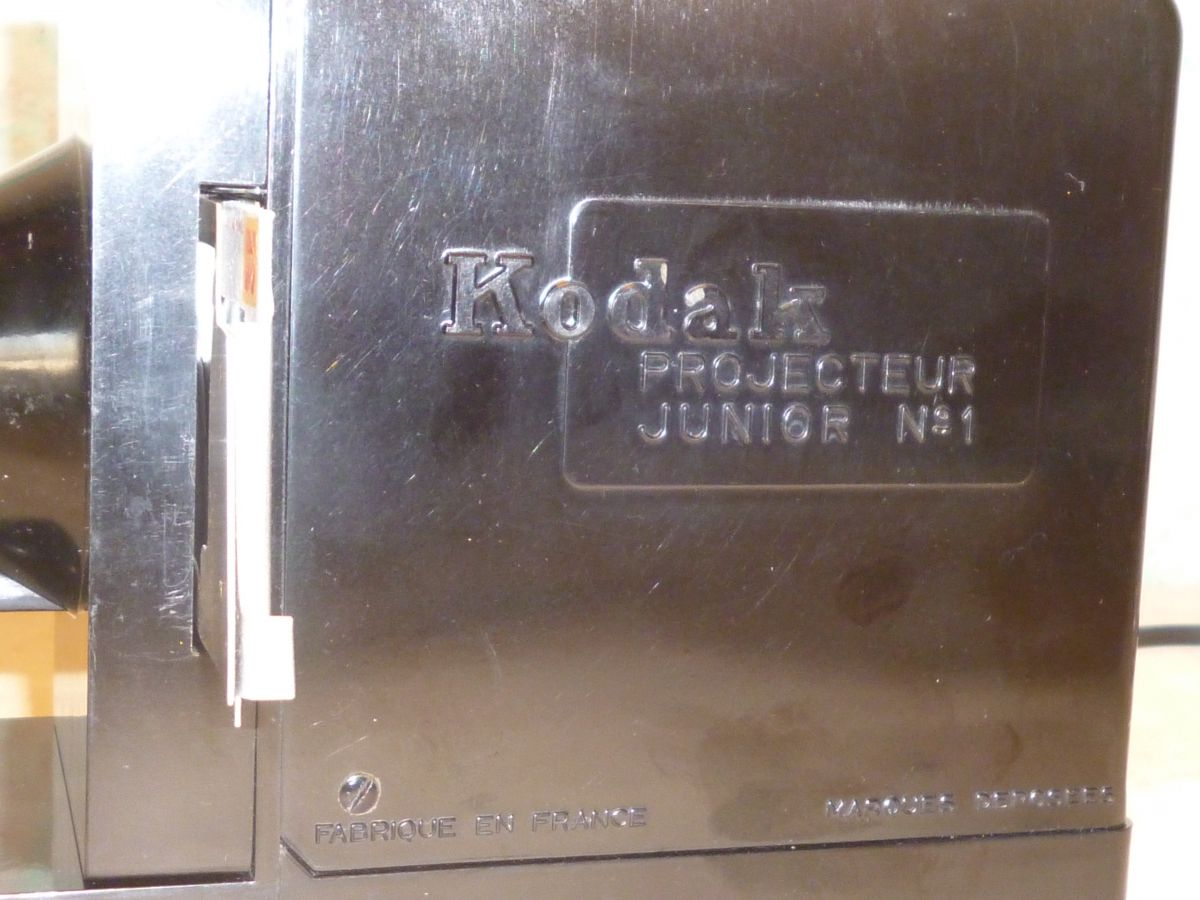 Kodak
PROJECTEUR
JUNIOR Nº1
FABRIQUE EN FRANCE
MARQUES DEPOSEES